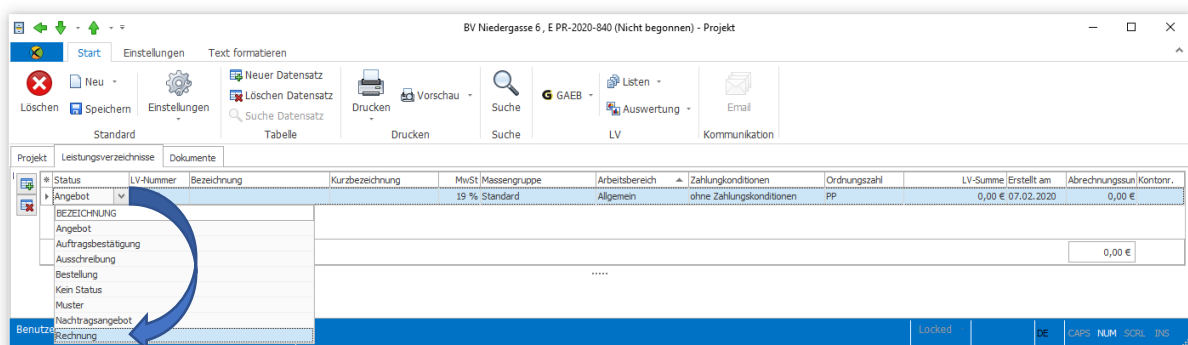 BV Niedergasse 6 , E PR-2020-840 (Nicht begonnen) - Projekt
Start Einstellungen Text formatieren
Löschen
Neu
Speichern
Einstellungen
Standard
Neuer Datensatz
Löschen Datensatz
Suche Datensatz
Tabelle
Drucken
Vorschau
Drucken
Suche
Suche
G GAEB
Listen
Auswertung
LV
Email
Kommunikation
Projekt Leistungsverzeichnisse Dokumente
Status LV-Nummer Bezeichnung Kurzbezeichnung MwSt Massengruppe Arbeitsbereich Zahlungkonditionen Ordnungszahl LV-Summe Erstellt am Abrechnungssun Kontonr.
Angebot 19 % Standard Allgemein ohne Zahlungskonditionen PP 0,00 € 07.02.2020 0,00 €
BEZEICHNUNG
Angebot
Auftragsbestätigung
Ausschreibung
Bestellung
Kein Status
Muster
Nachtragsangebot
Rechnung
0,00 €
Benutze Locked DE CAPS NUM SCRL INS